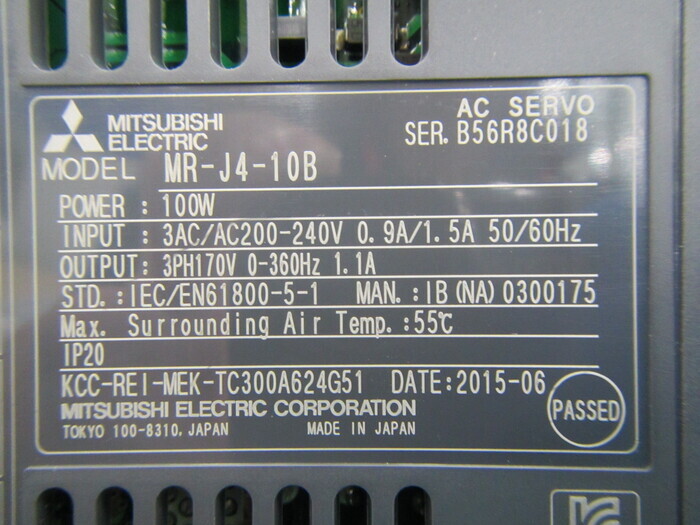 MITSUBISHI
ELECTRIC
AC SERVO
SER. B56R8C018
MODEL MR-J4-10B
POWER : 100W
INPUT : 3AC/AC200-240V 0.9A/1.5A 50/60Hz
OUTPUT: 3PH170V 0-360Hz 1.1A
STD.: IEC/EN61800-5-1 MAN.: IB(NA)0300175
Max. Surrounding Air Temp.:55℃
IP20
KCC-REI-MEK-TC300A624G51 DATE:2015-06
MITSUBISHI ELECTRIC CORPORATION
TOKYO 100-8310, JAPAN MADE IN JAPAN
PASSED